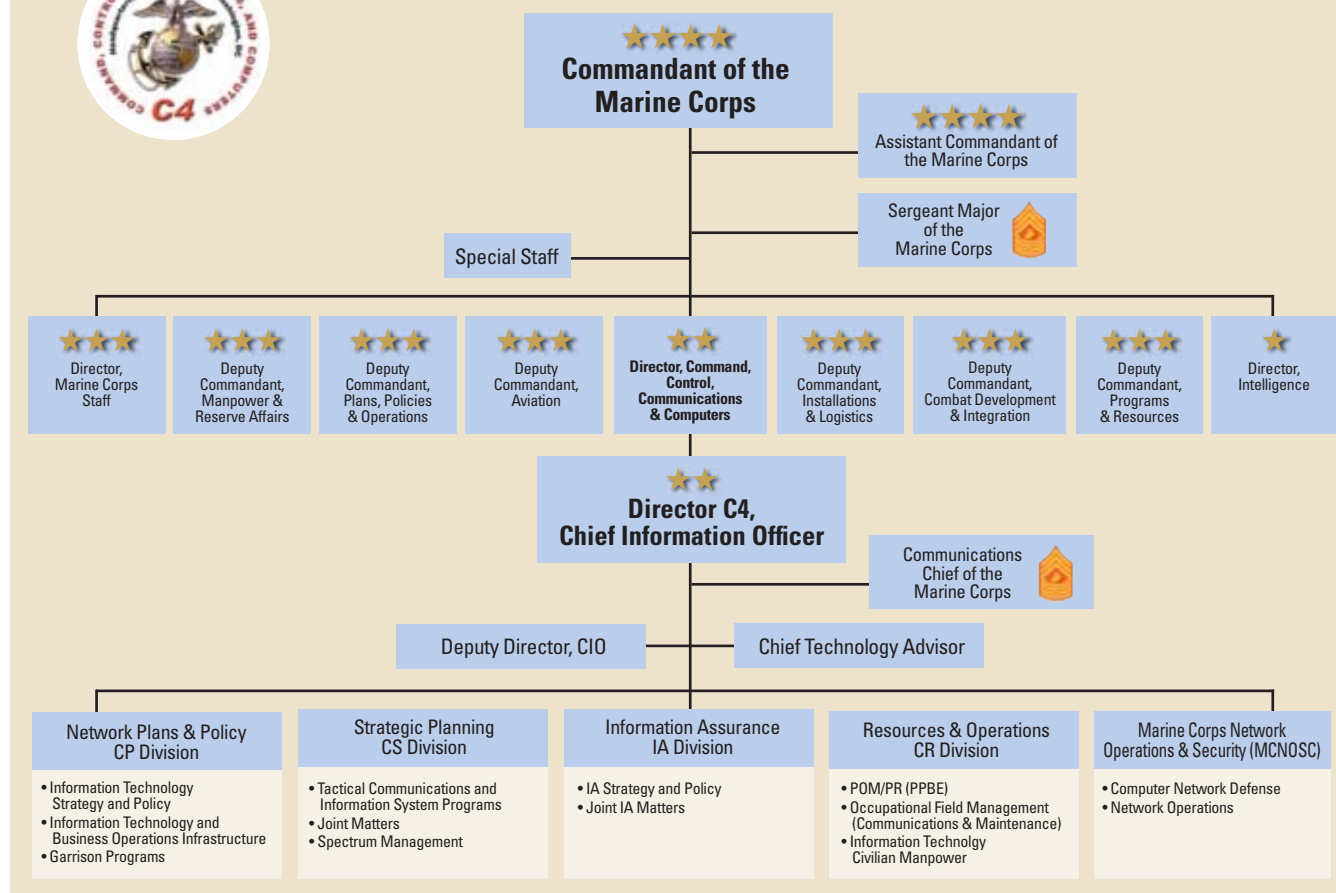 COMMAND, CONTRO
, AND COMPUTERS
C4
Commandant of the
Marine Corps
Assistant Commandant of
the Marine Corps
Sergeant Major
of the
Marine Corps
Special Staff
Director,
Marine Corps
Staff
Deputy
Commandant,
Manpower &
Reserve Affairs
Deputy
Commandant,
Plans, Policies
& Operations
Deputy
Commandant,
Aviation
Director, Command,
Control,
Communications
& Computers
Deputy
Commandant,
Installations
& Logistics
Deputy
Commandant,
Combat Development
& Integration
Deputy
Commandant,
Programs
& Resources
Director,
Intelligence
Director C4,
Chief Information Officer
Communications
Chief of the
Marine Corps
Deputy Director, CIO
Chief Technology Advisor
Network Plans & Policy
CP Division
• Information Technology
Strategy and Policy
• Information Technology and
Business Operations Infrastructure
• Garrison Programs
Strategic Planning
CS Division
• Tactical Communications and
Information System Programs
• Joint Matters
• Spectrum Management
Information Assurance
IA Division
• IA Strategy and Policy
• Joint IA Matters
Resources & Operations
CR Division
• POM/PR (PPBE)
• Occupational Field Management
(Communications & Maintenance)
• Information Technolgy
Civilian Manpower
Marine Corps Network
Operations & Security (MCNOSC)
• Computer Network Defense
• Network Operations